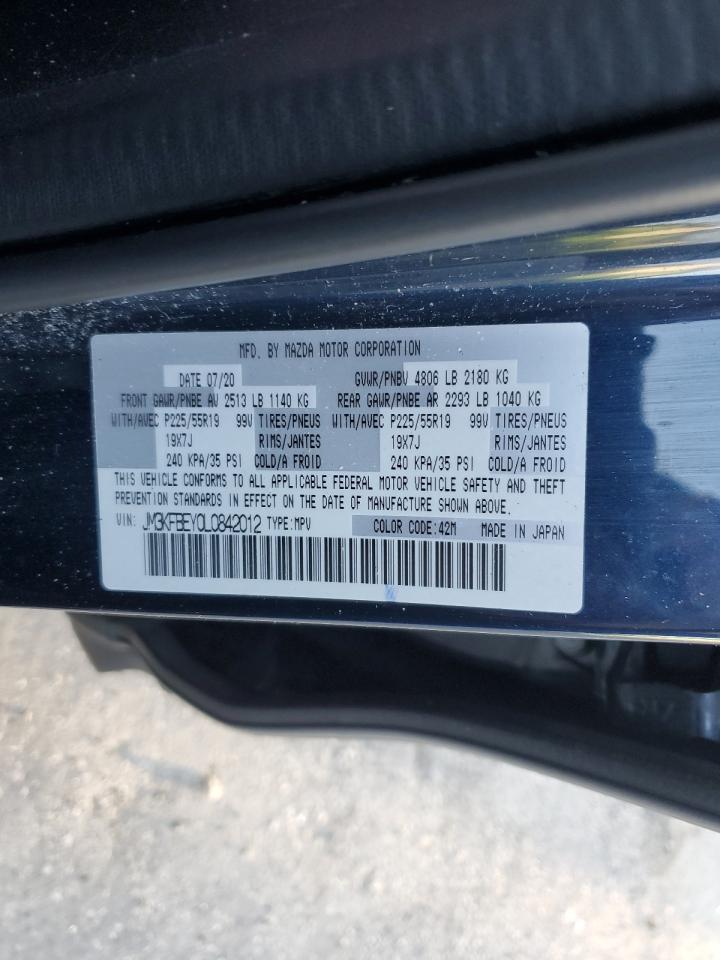 MFD. BY MAZDA MOTOR CORPORATION
DATE 07/20 GVWR/PNBV 4806 LB 2180 KG
FRONT GAWR/PNBE AV 2513 LB 1140 KG REAR GAWR/PNBE AR 2293 LB 1040 KG
WITH/AVEC P225/55R19 99V TIRES/PNEUS WITH/AVEC P225/55R19 99V TIRES/PNEUS
19X7J RIMS/JANTES 19X7J RIMS/JANTES
240 KPA/35 PSI COLD/A FROID 240 KPA/35 PSI COLD/A FROID
THIS VEHICLE CONFORMS TO ALL APPLICABLE FEDERAL MOTOR VEHICLE SAFETY AND THEFT
PREVENTION STANDARDS IN EFFECT ON THE DATE OF MANUFACTURE SHOWN ABOVE.
VIN: JM3KFBEY0L0842012 TYPE:MPV COLOR CODE:42M MADE IN JAPAN